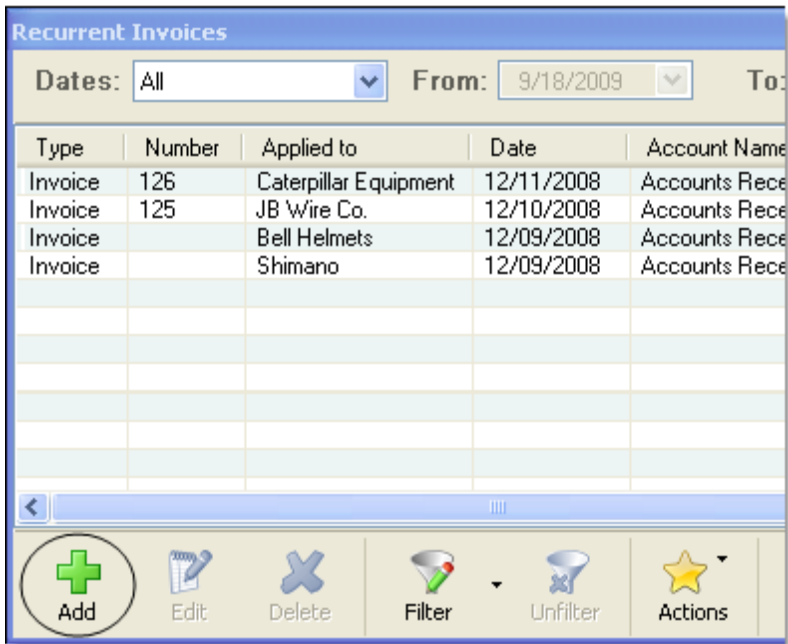 Recurrent Invoices
Dates: All From: 9/18/2009 To:
Type Number Applied to Date Account Name
Invoice 126 Caterpillar Equipment 12/11/2008 Accounts Rece
Invoice 125 JB Wire Co. 12/10/2008 Accounts Rece
Invoice Bell Helmets 12/09/2008 Accounts Rece
Invoice Shimano 12/09/2008 Accounts Rece
Add Edit Delete Filter Unfilter Actions